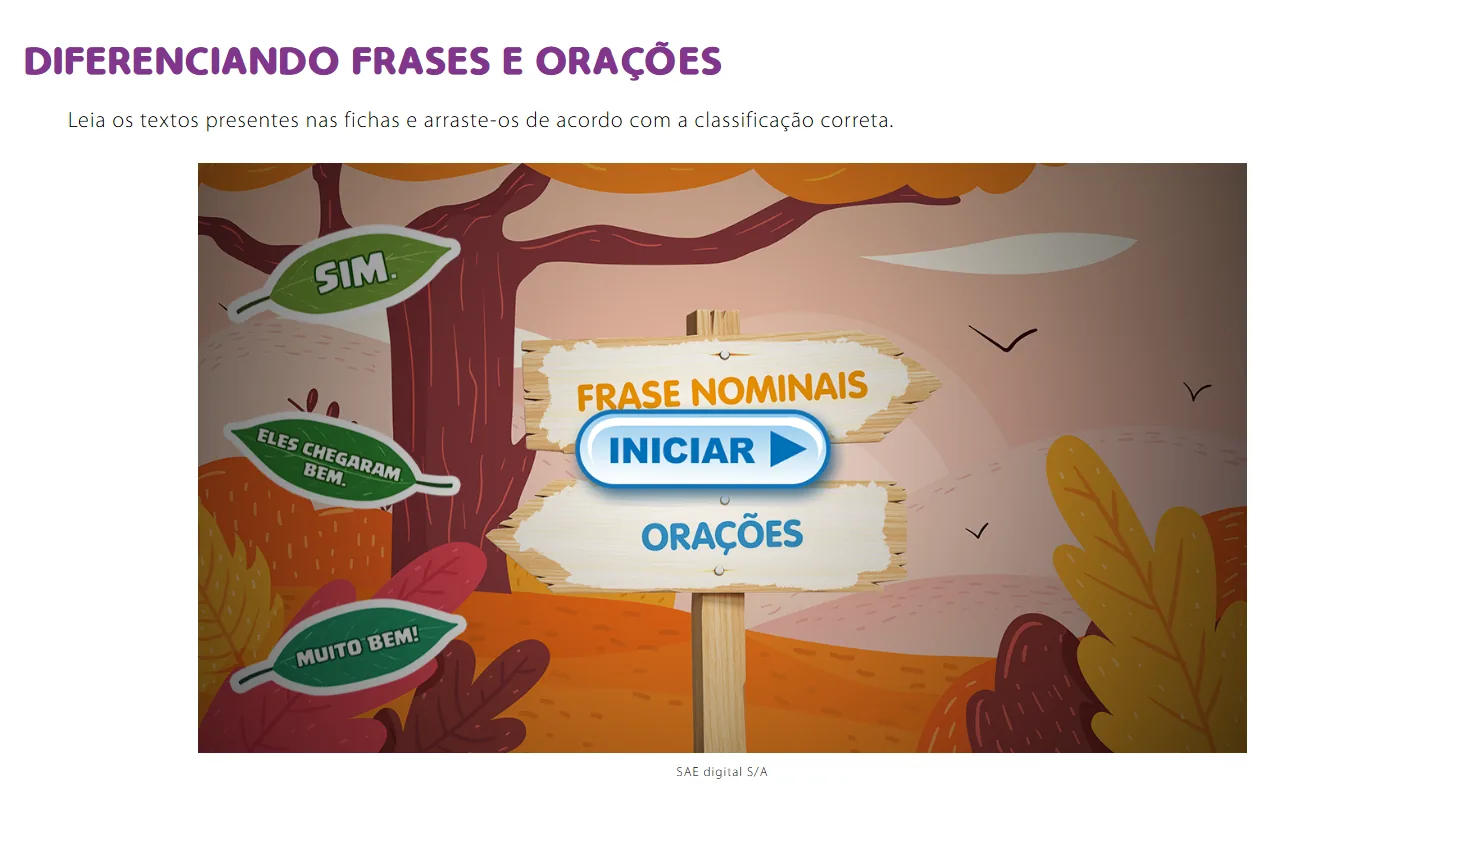 DIFERENCIANDO FRASES E ORAÇÕES
Leia os textos presentes nas fichas e arraste-os de acordo com a classificação correta.
SIM.
FRASE NOMINAIS
ELES CHEGARAM
BEM.
INICIAR
ORAÇÕES
MUITO BEM!
SAE digital S/A